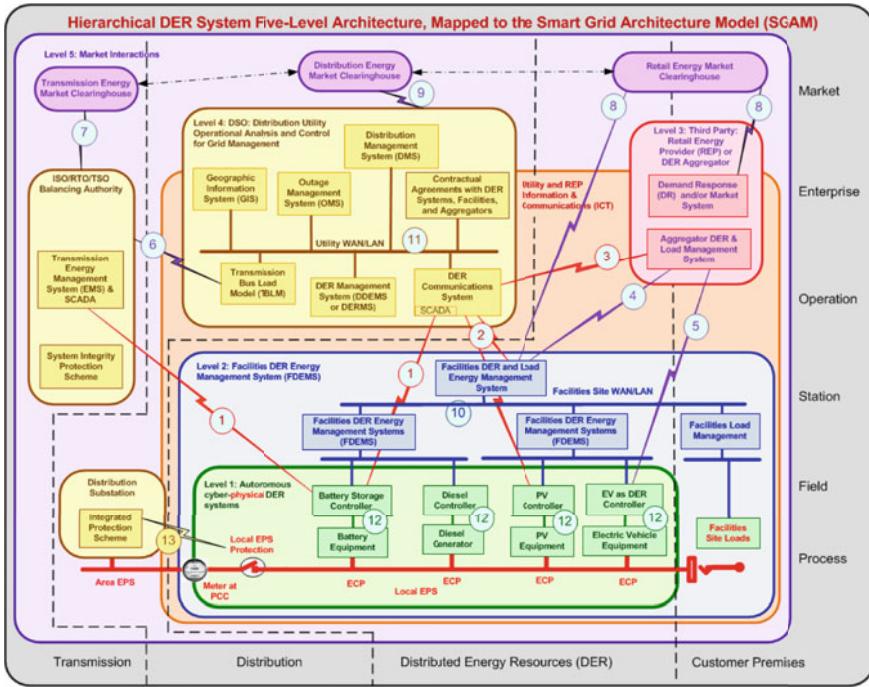 Hierarchical DER System Five-Level Architecture, Mapped to the Smart Grid Architecture Model (SGAM)
Level 5: Market Interactions
Transmission Energy
Market Clearinghouse
Distribution Energy
Market Clearinghouse
Retail Energy Market
Clearinghouse
Market
7
9
8
8
Level 4: DSO: Distribution Utility
Operational Analysis and Control
for Grid Management
Distribution
Management
System (DMS)
Geographic
Information
System (GIS)
Outage
Management
System (OMS)
Contractual
Agreements with DER
Systems, Facilities,
and Aggregators
Utility WAN/LAN
11
Transmission
Bus Load
Model (TBLM)
DER Management
System (DDEMS
or DERMS)
DER
Communications
System
SCADA
Level 3: Third Party:
Retail Energy
Provider (REP) or
DER Aggregator
Demand Response
(DR) and/or Market
System
Aggregator DER &
Load Management
System
Utility and REP
Information &
Communications (ICT)
Enterprise
ISO/RTO/TSO
Balancing Authority
Transmission
Energy
Management
System (EMS) &
SCADA
System Integrity
Protection
Scheme
6
3
4
5
2
1
1
Operation
Level 2: Facilities DER Energy
Management System (FDEMS)
Facilities DER and Load
Energy Management
System
Facilities Site WAN/LAN
10
Facilities DER Energy
Management Systems
(FDEMS)
Facilities DER Energy
Management Systems
(FDEMS)
Facilities Load
Management
Station
Level 1: Autonomous
cyber-physical DER
systems
Battery Storage
Controller
Diesel
Controller
PV
Controller
EV as DER
Controller
12
12
12
12
Battery
Equipment
Diesel
Generator
PV
Equipment
Electric Vehicle
Equipment
Facilities
Site Loads
Field
Distribution
Substation
Integrated
Protection
Scheme
13
Local EPS
Protection
Process
Area EPS
Meter at
PCC
ECP
ECP
ECP
ECP
Local EPS
Transmission
Distribution
Distributed Energy Resources (DER)
Customer Premises